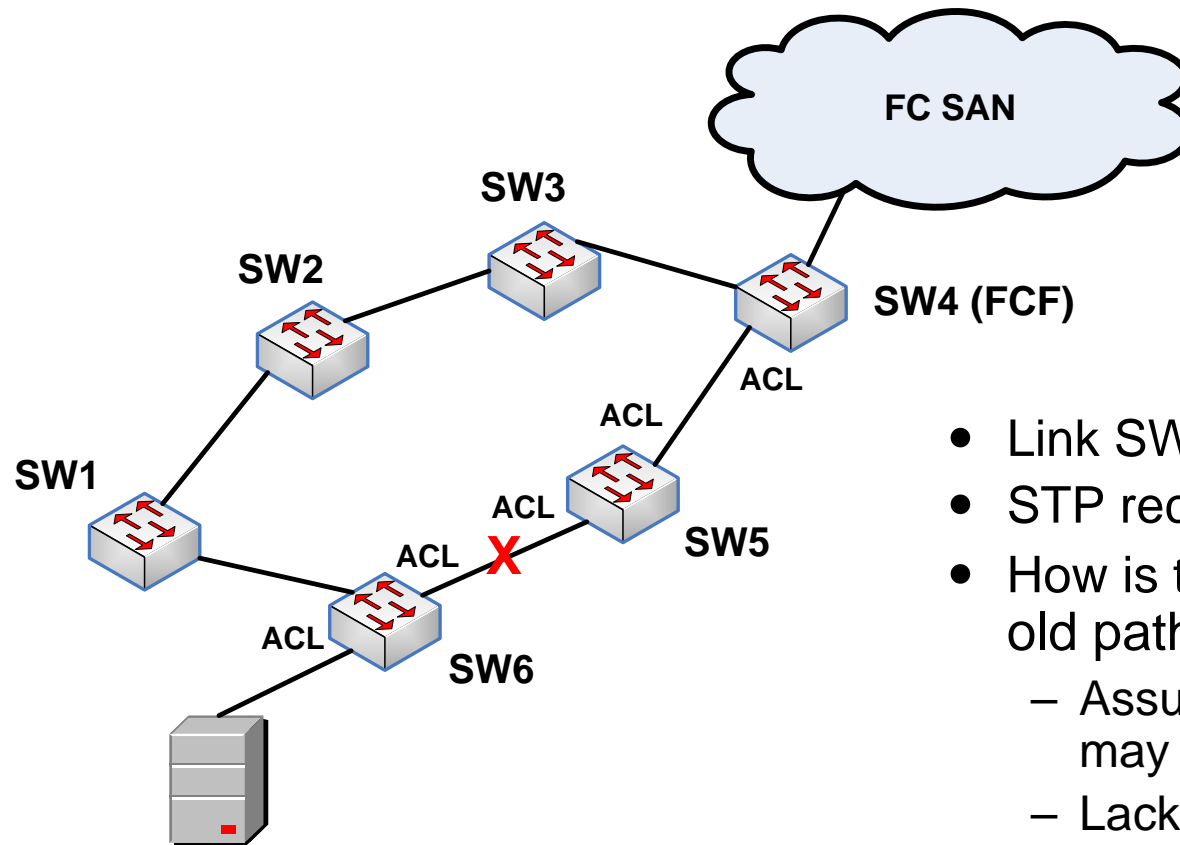 FC SAN
SW3
SW2
SW4 (FCF)
ACL
ACL
SW1
ACL
SW5
ACL
X
ACL
SW6
• Link SW
• STP rec
• How is t
old path
– Assu
may
– Lack